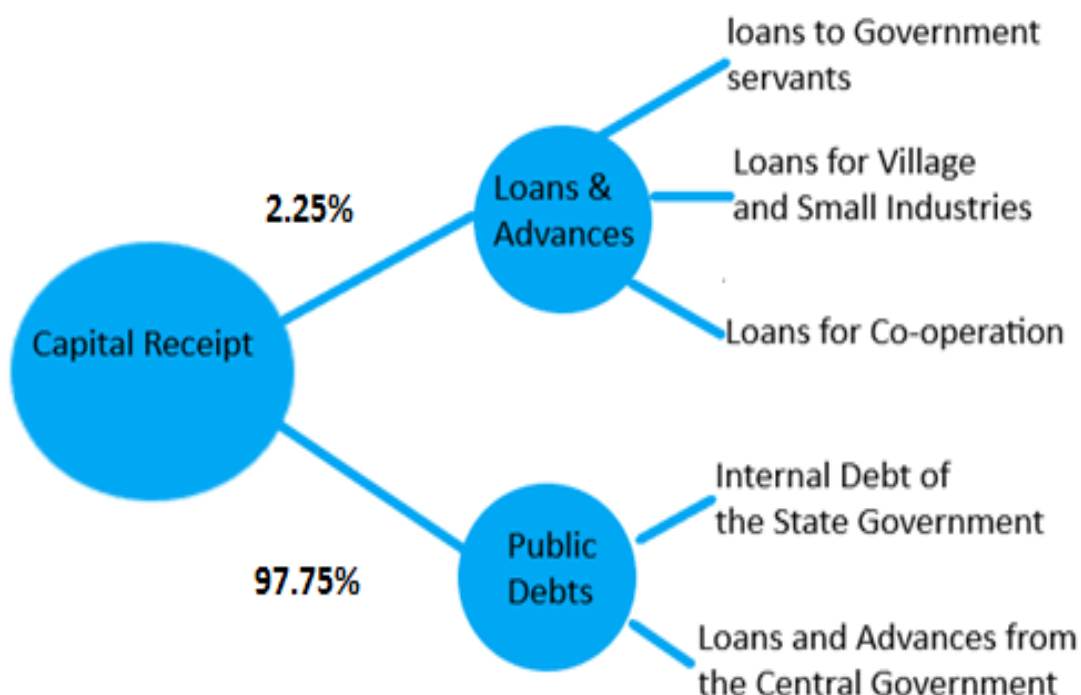 loans to Government
servants
Loans for Village
and Small Industries
Loans &
Advances
2.25%
Loans for Co-operation
Capital Receipt
Internal Debt of
the State Government
Public
Debts
97.75%
Loans and Advances from
the Central Government